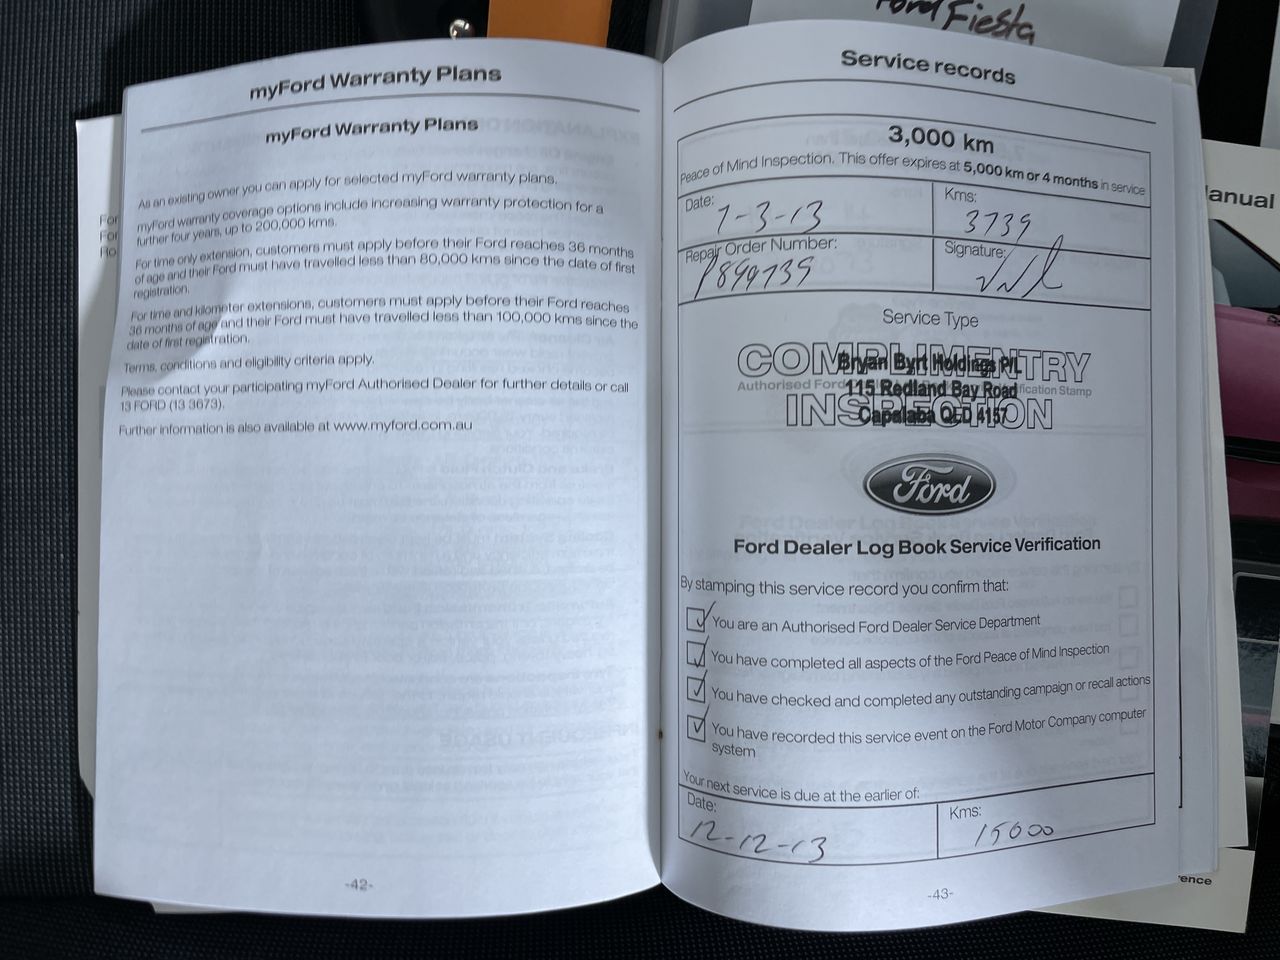 Ford Fiesta
myFord Warranty Plans
myFord Warranty Plans
As an existing owner you can apply for selected myFord warranty plans.
myFord warranty coverage options include increasing warranty protection for a
further four years, up to 200,000 kms.
For time only extension, customers must apply before their Ford reaches 36 months
of age and their Ford must have travelled less than 80,000 kms since the date of first
registration.
For time and kilometer extensions, customers must apply before their Ford reaches
36 months of age and their Ford must have travelled less than 100,000 kms since the
date of first registration.
Terms, conditions and eligibility criteria apply.
Please contact your participating myFord Authorised Dealer for further details or call
13 FORD (13 3673).
Further information is also available at www.myford.com.au
-42-
Service records
3,000 km
Peace of Mind Inspection. This offer expires at 5,000 km or 4 months in service
Date:
7-3-13
Kms:
3739
Repair Order Number:
Signature:
Service Type
COMPLIMENTRY
Bryan Byrt Holdings P/L
Authorised Ford
ification Stamp
115 Redland Bay Road
INSPECTION
Capalaba QLD 4157
Ford
Ford Dealer Log Book Service Verification
By stamping this service record you confirm that:
You are an Authorised Ford Dealer Service Department
You have completed all aspects of the Ford Peace of Mind Inspection
You have checked and completed any outstanding campaign or recall actions
You have recorded this service event on the Ford Motor Company computer
system
Your next service is due at the earlier of:
Date:
12-12-13
Kms:
15000
-43-
anual
ence